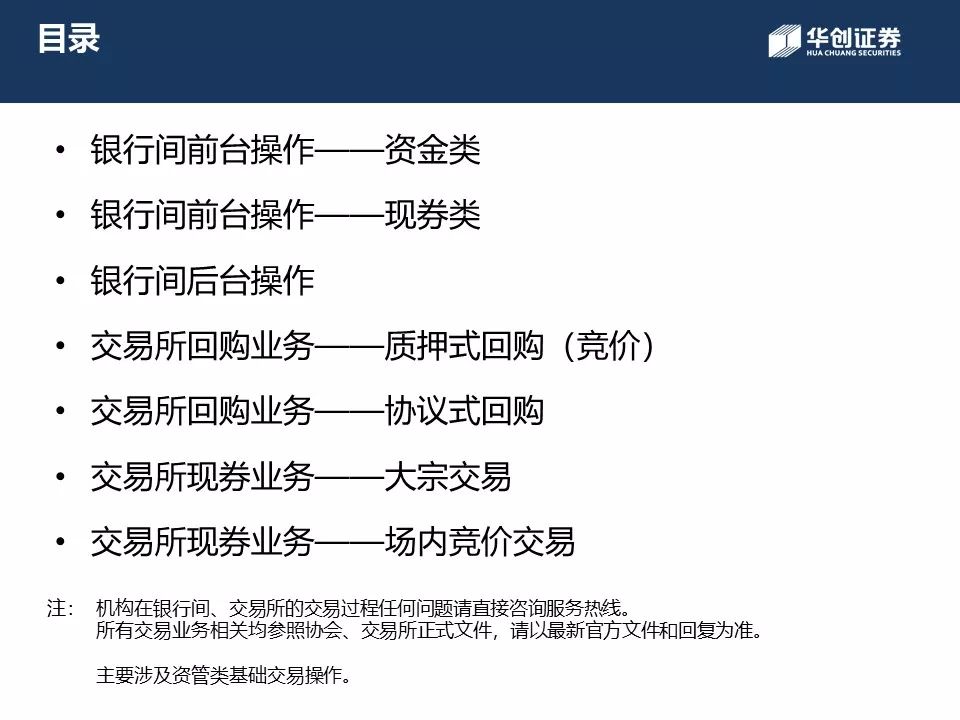 目录
华创证券
HUA CHUANG SECURITIES
• 银行间前台操作——资金类
• 银行间前台操作——现券类
• 银行间后台操作
• 交易所回购业务——质押式回购（竞价）
• 交易所回购业务——协议式回购
• 交易所现券业务——大宗交易
• 交易所现券业务——场内竞价交易
注： 机构在银行间、交易所的交易过程任何问题请直接咨询服务热线。
所有交易业务相关均参照协会、交易所正式文件，请以最新官方文件和回复为准。
主要涉及资管类基础交易操作。